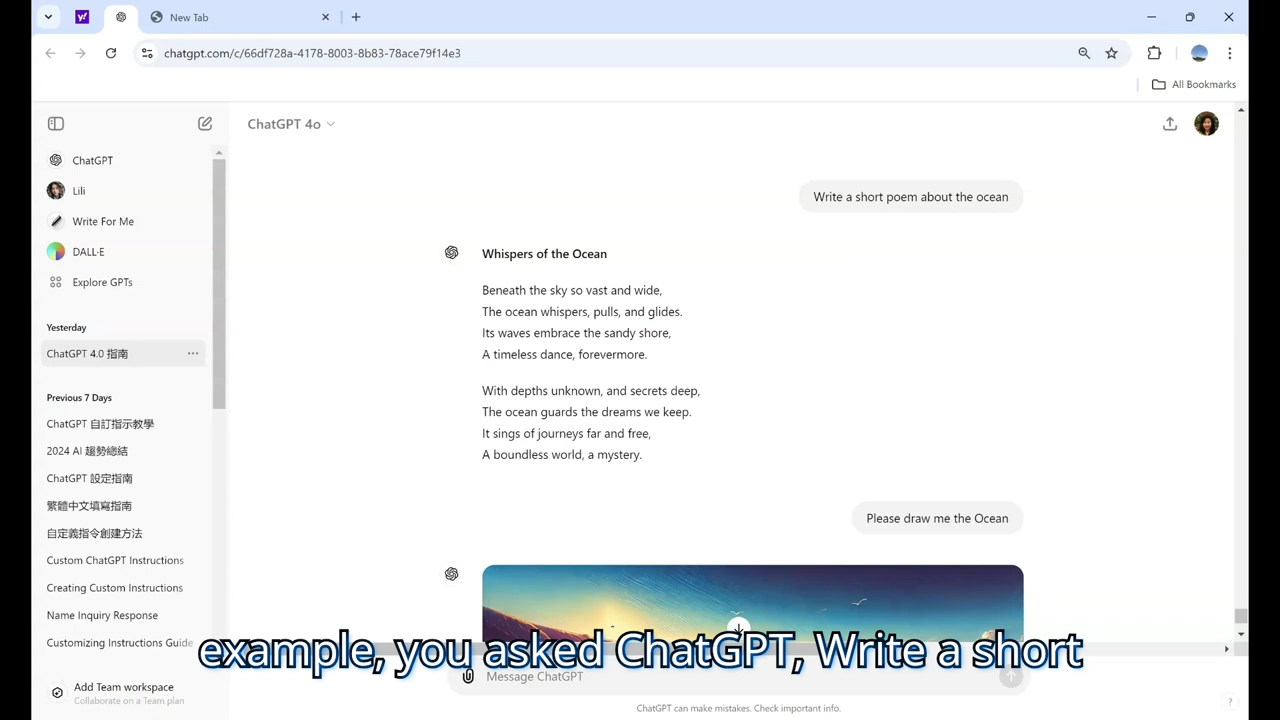 New Tab
chatgpt.com/c/66df728a-4178-8003-8b83-78ace79f14e3
All Bookmarks
ChatGPT 4o
ChatGPT
Lili
Write For Me
DALL·E
Explore GPTs
Yesterday
ChatGPT 4.0 指南
Previous 7 Days
ChatGPT 自訂指示教學
2024 AI 趨勢總結
ChatGPT 設定指南
繁體中文填寫指南
自定義指令創建方法
Custom ChatGPT Instructions
Creating Custom Instructions
Name Inquiry Response
Customizing Instructions Guide
Add Team workspace
Collaborate on a Team plan
Write a short poem about the ocean
Whispers of the Ocean
Beneath the sky so vast and wide,
The ocean whispers, pulls, and glides.
Its waves embrace the sandy shore,
A timeless dance, forevermore.
With depths unknown, and secrets deep,
The ocean guards the dreams we keep.
It sings of journeys far and free,
A boundless world, a mystery.
Please draw me the Ocean
example, you asked ChatGPT, Write a short
Message ChatGPT
ChatGPT can make mistakes. Check important info.
?